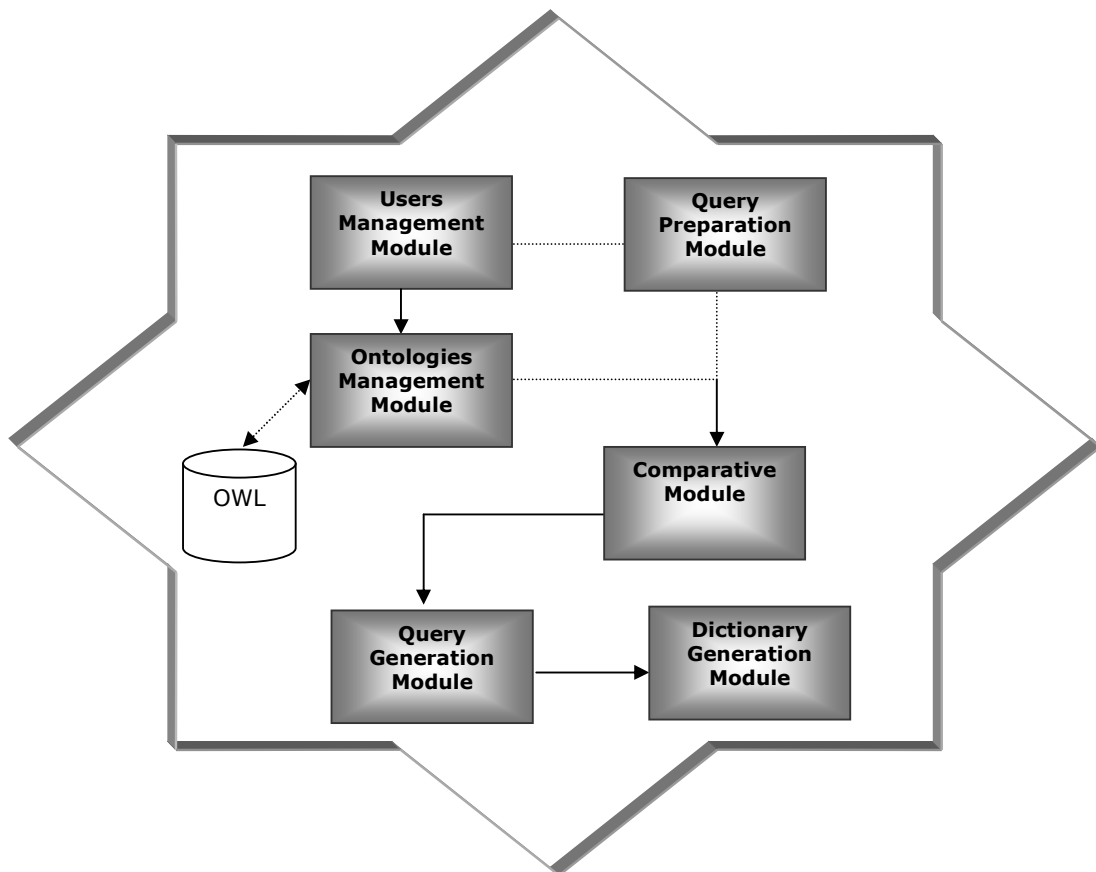 Users
Management
Module
Query
Preparation
Module
Ontologies
Management
Module
OWL
Comparative
Module
Query
Generation
Module
Dictionary
Generation
Module